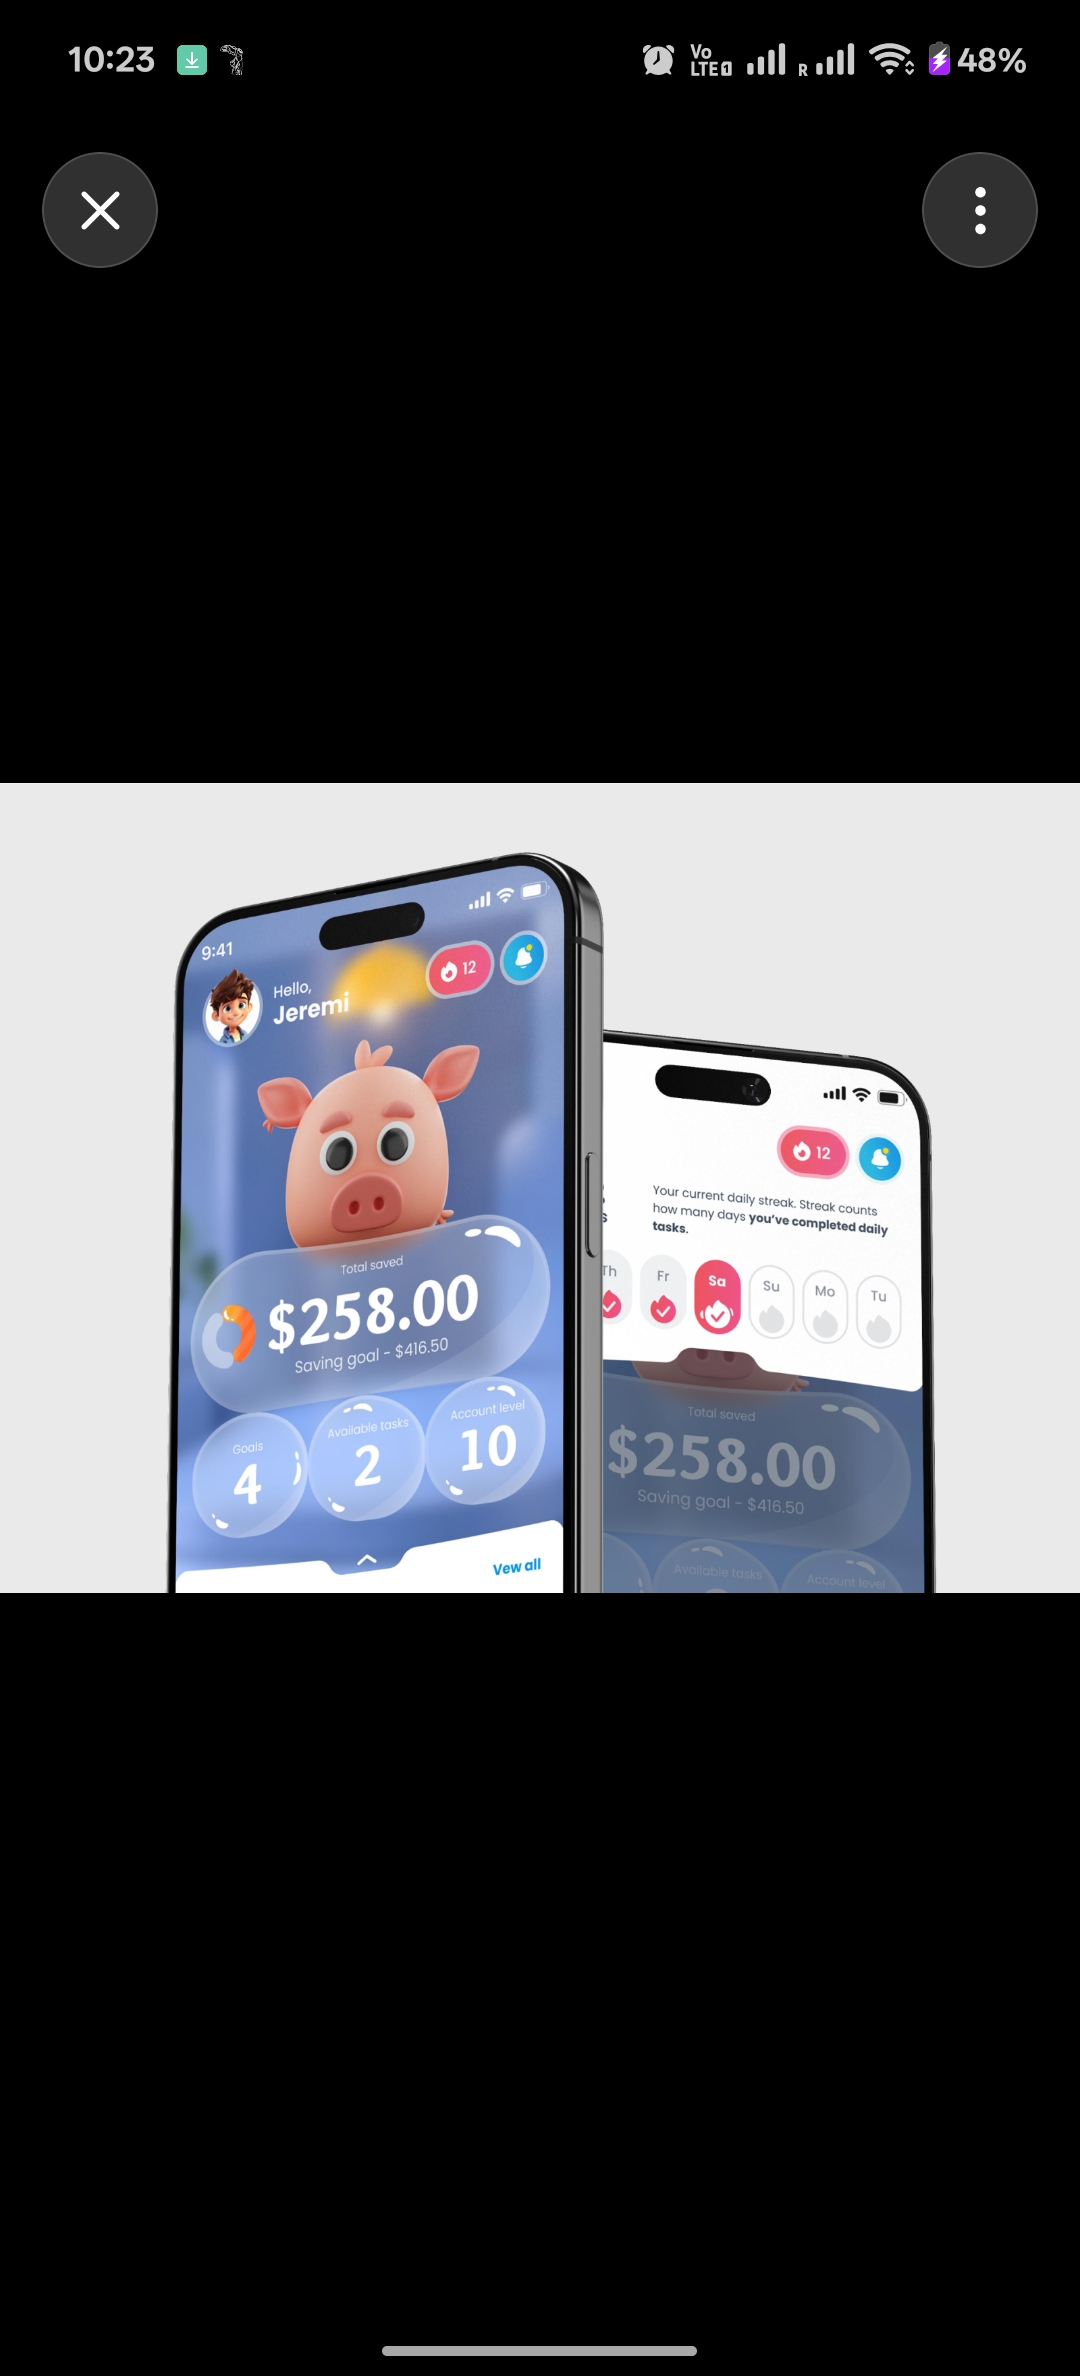 10:23
Vo
LTE1
R
48%
9:41
Hello,
Jeremi
12
Total saved
$258.00
Saving goal - $416.50
Goals
4
Available tasks
2
Account level
10
Vew all
12
s
Your current daily streak. Streak counts
how many days you've completed daily
tasks.
Th
Fr
Sa
Su
Mo
Tu
Total saved
$258.00
Saving goal - $416.50
Available tasks
Account level